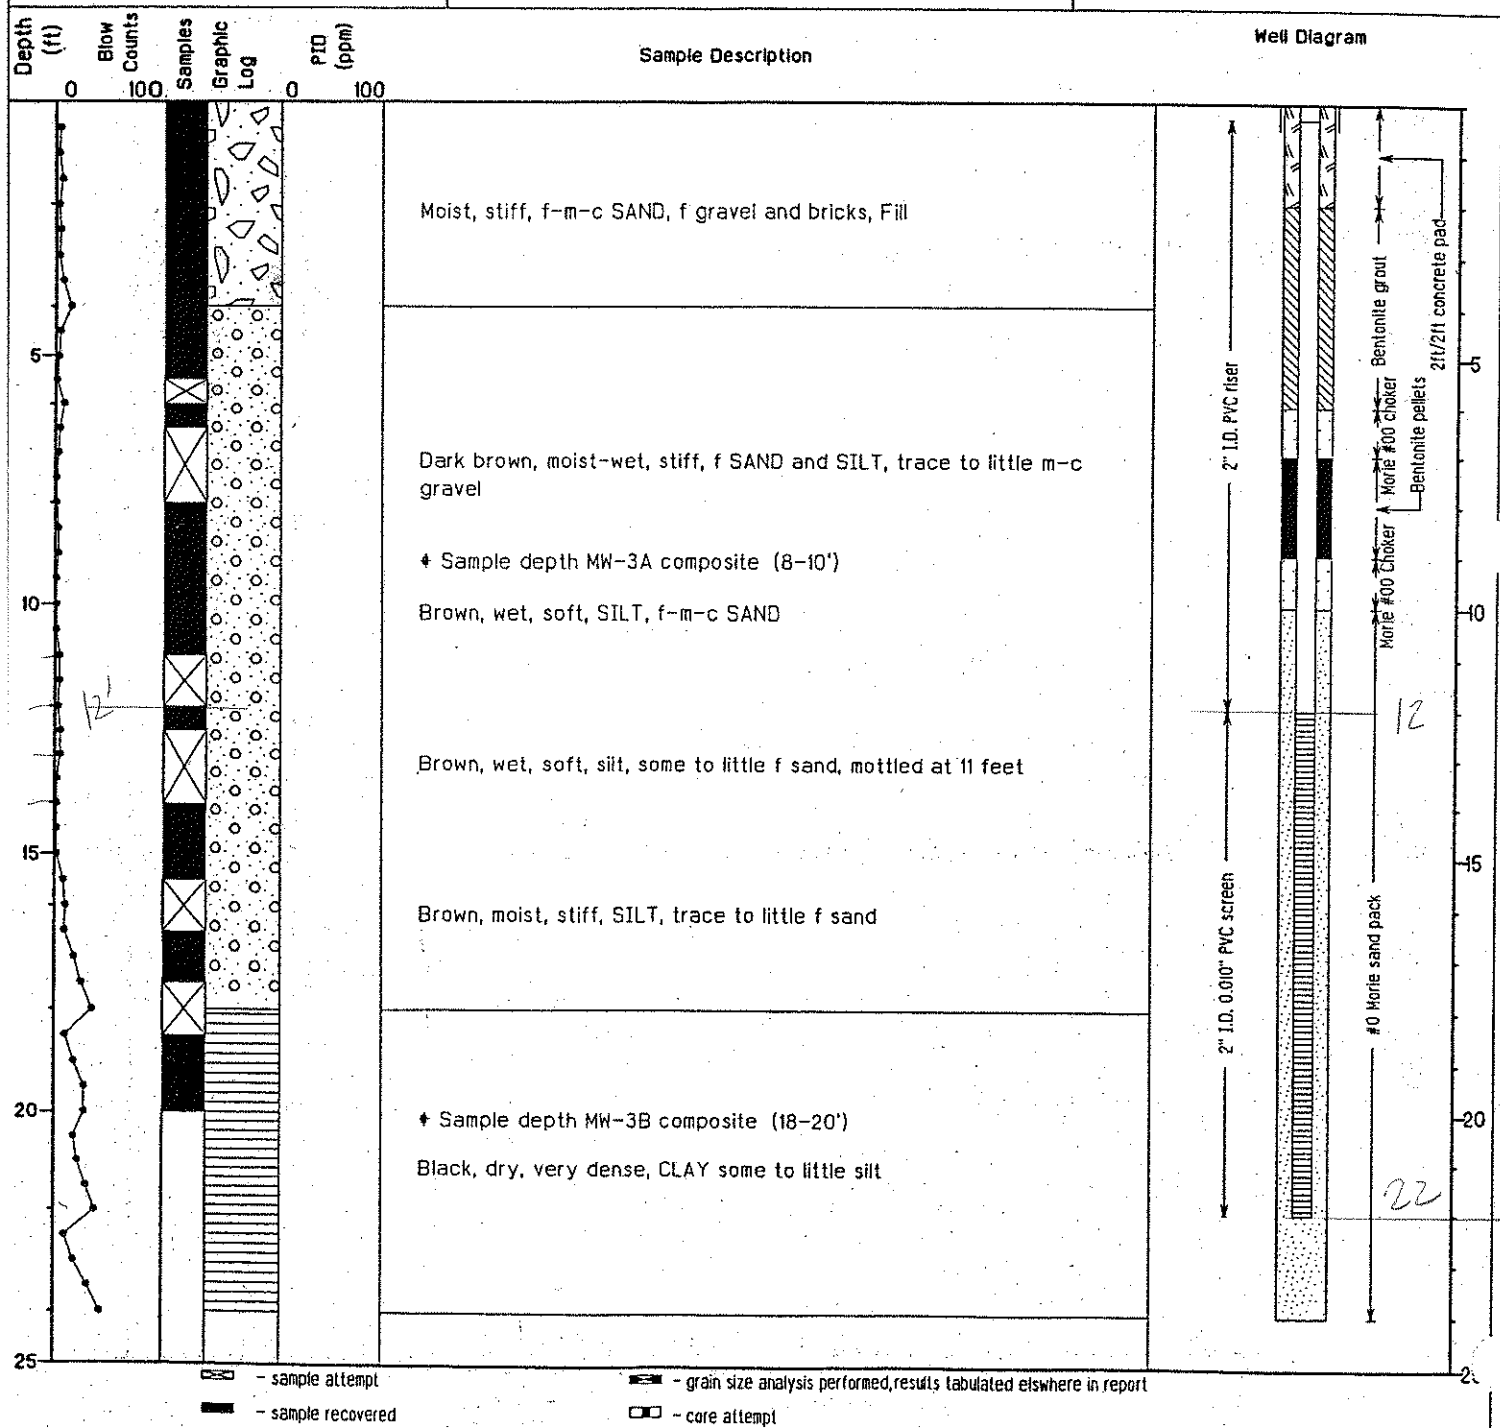 Depth (ft)
Blow Counts
0 100
Samples
Graphic Log
PID (ppm)
0 100
Sample Description
Well Diagram
Moist, stiff, f-m-c SAND, f gravel and bricks, Fill
5
Dark brown, moist-wet, stiff, f SAND and SILT, trace to little m-c
gravel
* Sample depth MW-3A composite (8-10')
10
Brown, wet, soft, SILT, f-m-c SAND
12'
Brown, wet, soft, silt, some to little f sand, mottled at 11 feet
15
Brown, moist, stiff, SILT, trace to little f sand
20
* Sample depth MW-3B composite (18-20')
Black, dry, very dense, CLAY some to little silt
25
2" I.D. PVC riser
2" I.D. 0.010" PVC screen
Bentonite grout
2ft/2ft concrete pad
Morie #00 choker
Bentonite pellets
Morie #00 Choker
#0 Morie sand pack
5
10
12
15
20
22
- sample attempt
- grain size analysis performed,results tabulated elswhere in report
- sample recovered
- core attempt